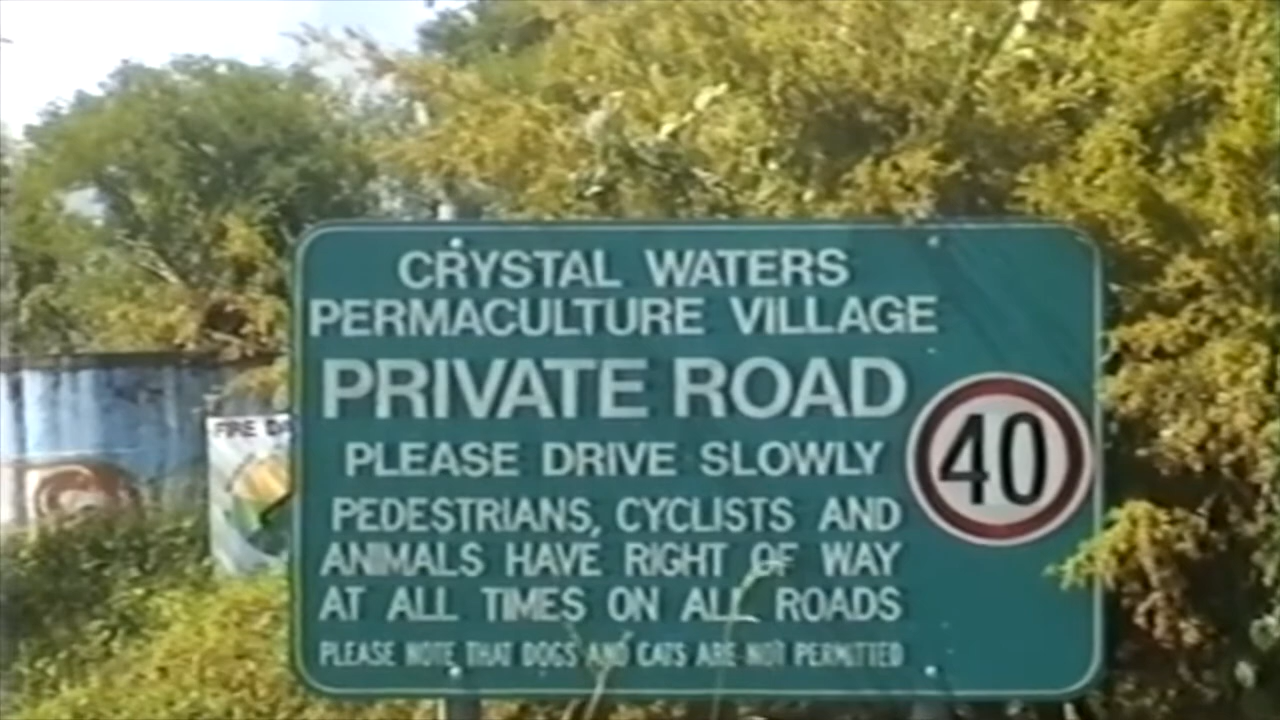 CRYSTAL WATERS
PERMACULTURE VILLAGE
PRIVATE ROAD
PLEASE DRIVE SLOWLY
40
PEDESTRIANS, CYCLISTS AND
ANIMALS HAVE RIGHT OF WAY
AT ALL TIMES ON ALL ROADS
PLEASE NOTE THAT DOGS AND CATS ARE NOT PERMITTED
FIRE